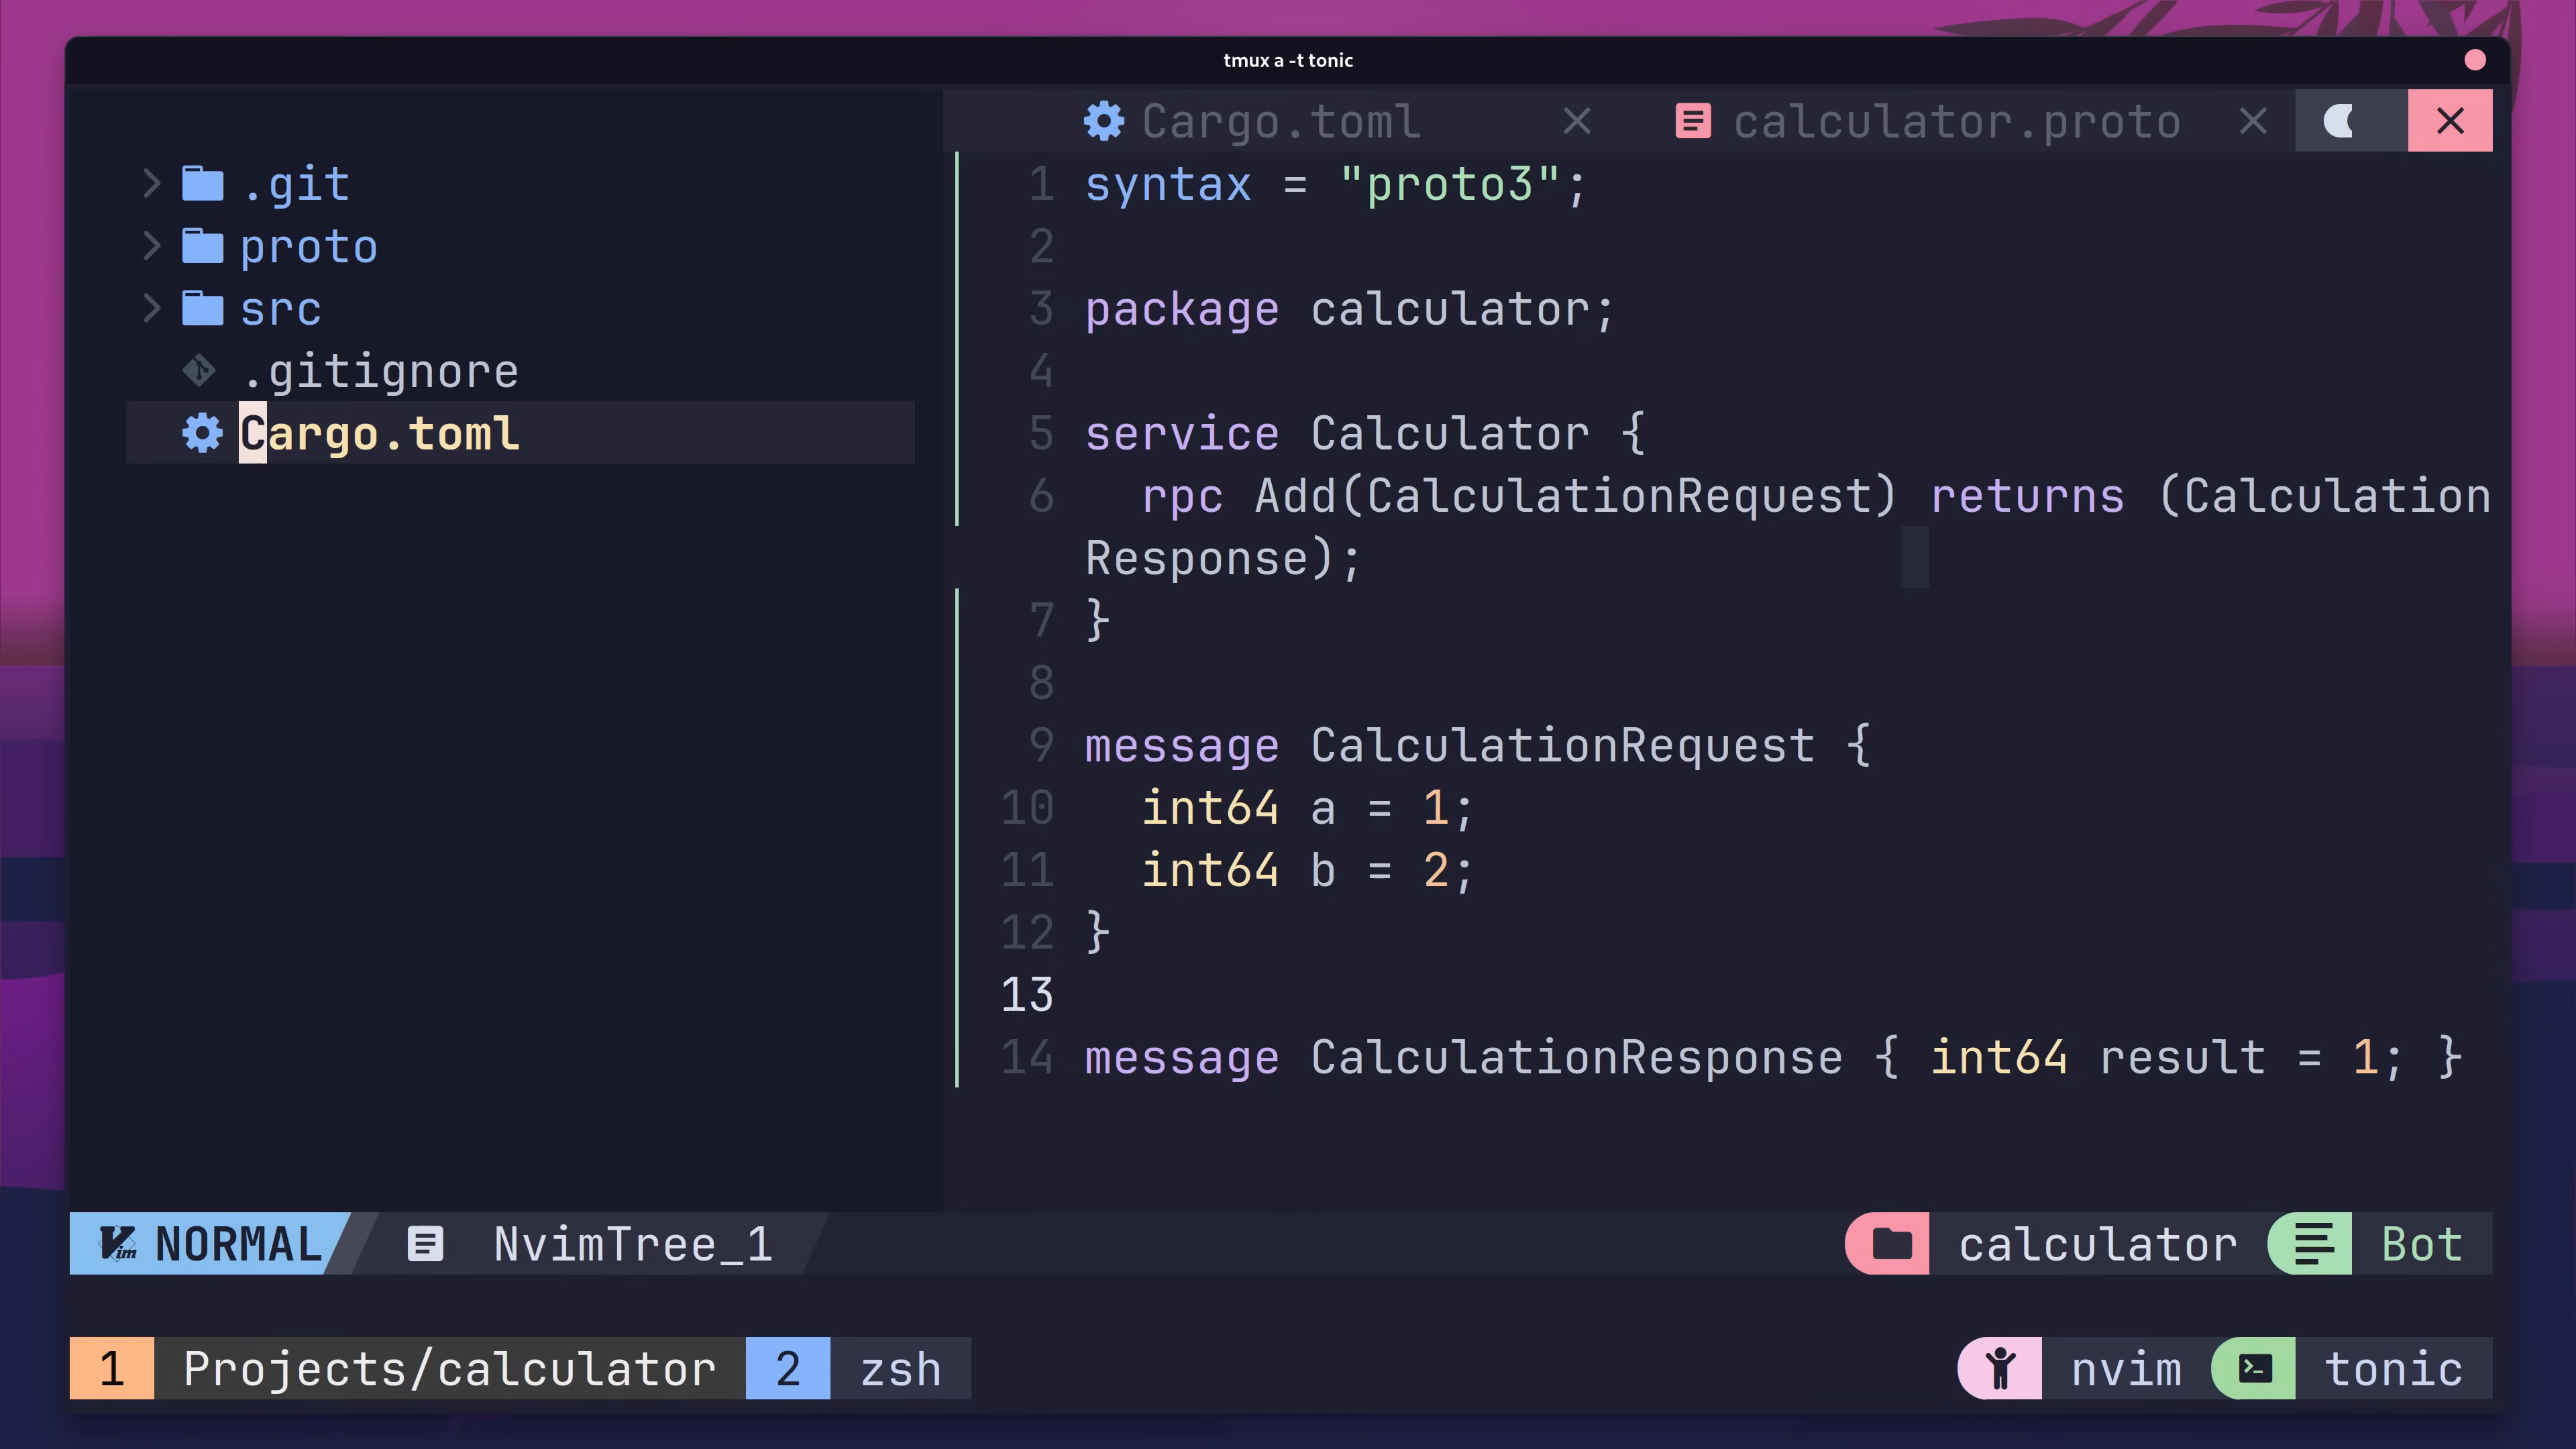 tmux a -t tonic
Cargo.toml
calculator.proto
.git
proto
src
.gitignore
Cargo.toml
1 syntax = "proto3";
2
3 package calculator;
4
5 service Calculator {
6 rpc Add(CalculationRequest) returns (Calculation
Response);
7 }
8
9 message CalculationRequest {
10 int64 a = 1;
11 int64 b = 2;
12 }
13
14 message CalculationResponse { int64 result = 1; }
NORMAL NvimTree_1 calculator Bot
1 Projects/calculator 2 zsh nvim tonic